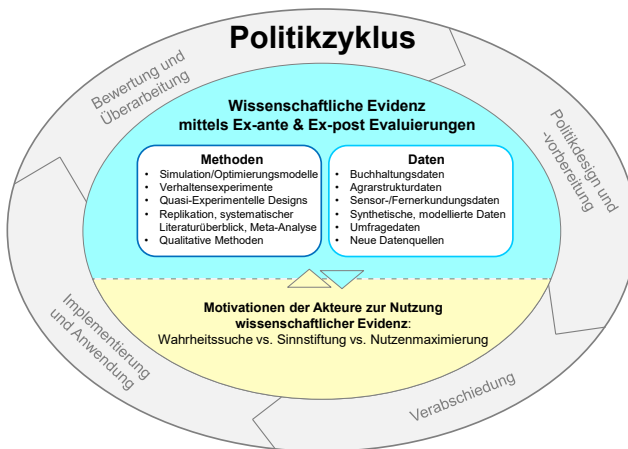 Politikzyklus
Bewertung und
Überarbeitung
Politikdesign und
-vorbereitung
Wissenschaftliche Evidenz
mittels Ex-ante & Ex-post Evaluierungen
Methoden
• Simulation/Optimierungsmodelle
• Verhaltensexperimente
• Quasi-Experimentelle Designs
• Replikation, systematischer
Literaturüberblick, Meta-Analyse
• Qualitative Methoden
Daten
• Buchhaltungsdaten
• Agrarstrukturdaten
• Sensor-/Fernerkundungsdaten
• Synthetische, modellierte Daten
• Umfragedaten
• Neue Datenquellen
Motivationen der Akteure zur Nutzung
wissenschaftlicher Evidenz:
Wahrheitssuche vs. Sinnstiftung vs. Nutzenmaximierung
Implementierung
und Anwendung
Verabschiedung